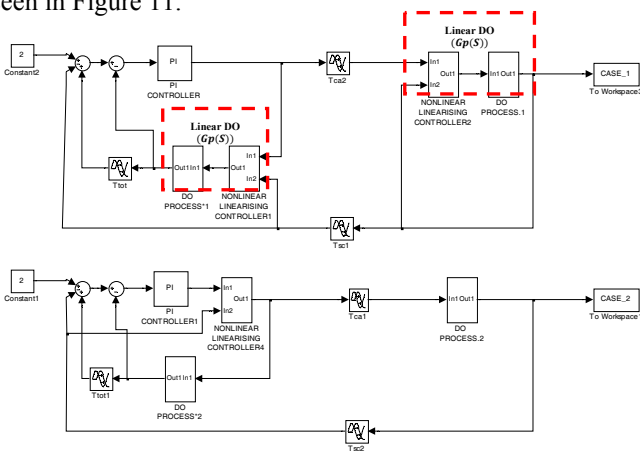 een in Figure 11.
Linear DO
(Gp(S))
2
Constant2
PI
PI
CONTROLLER
Tca2
In1
Out1
In2
NONLINEAR
LINEARISING
CONTROLLER2
In1 Out1
DO
PROCESS.1
CASE_1
To Workspace3
Linear DO
(Gp(S))
Ttot
Out1 In1
DO
PROCESS*1
In1
Out1
In2
NONLINEAR
LINEARISING
CONTROLLER1
Tsc1
2
Constant1
PI
PI
CONTROLLER1
In1
Out1
In2
NONLINEAR
LINEARISING
CONTROLLER4
Tca1
In1 Out1
DO
PROCESS.2
CASE_2
To Workspace
Ttot1
Out1 In1
DO
PROCESS*2
Tsc2